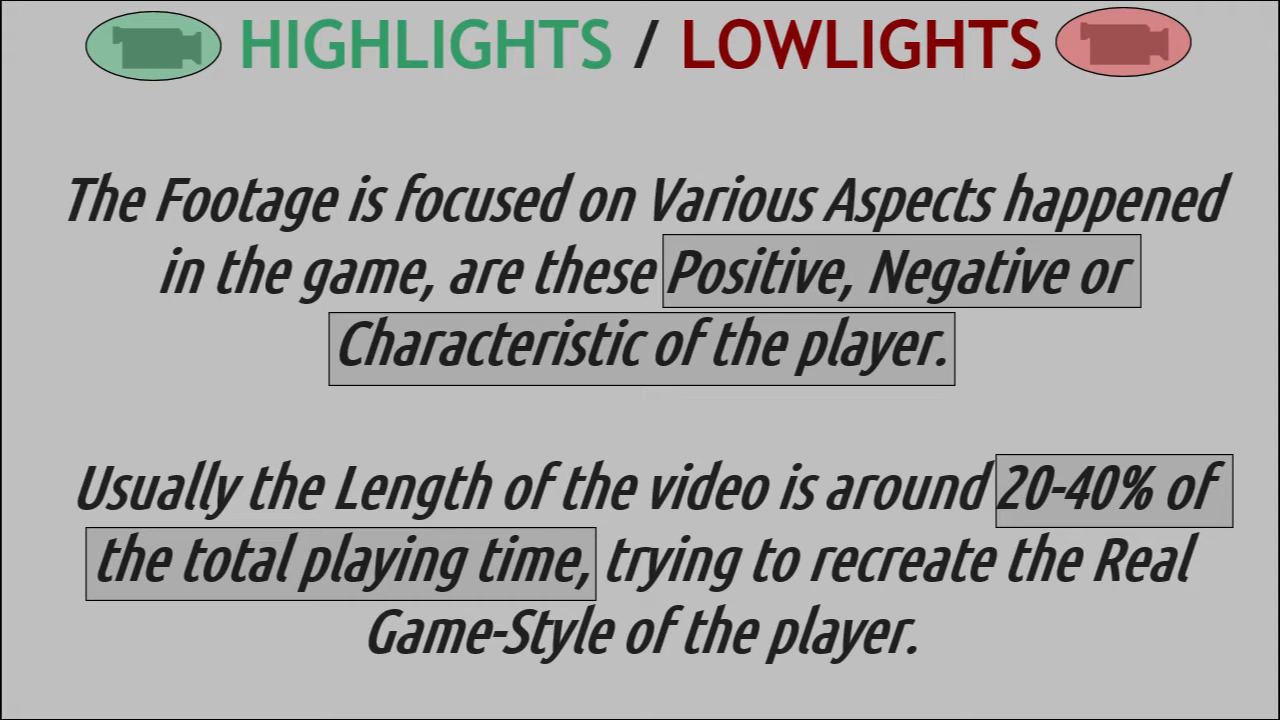 HIGHLIGHTS / LOWLIGHTS
The Footage is focused on Various Aspects happened
in the game, are these Positive, Negative or
Characteristic of the player.
Usually the Length of the video is around 20-40% of
the total playing time, trying to recreate the Real
Game-Style of the player.